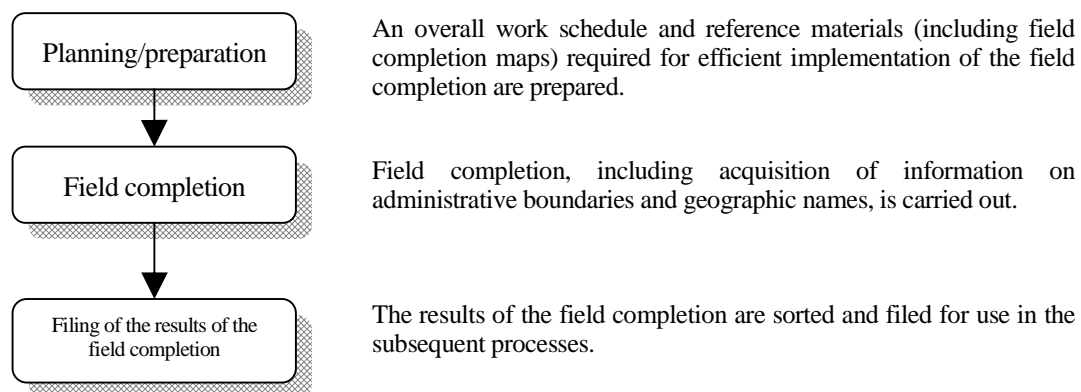 Planning/preparation
An overall work schedule and reference materials (including field
completion maps) required for efficient implementation of the field
completion are prepared.
Field completion
Field completion, including acquisition of information on
administrative boundaries and geographic names, is carried out.
Filing of the results of the
field completion
The results of the field completion are sorted and filed for use in the
subsequent processes.